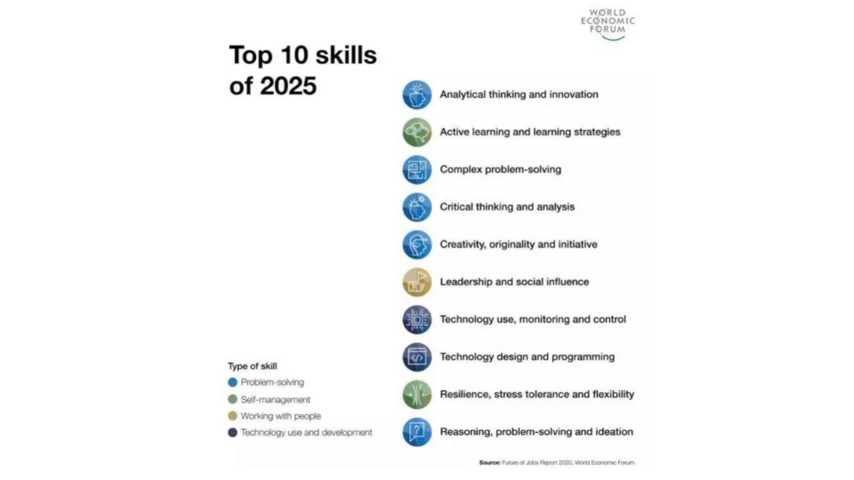 WORLD
ECONOMIC
FORUM
Top 10 skills
of 2025
Analytical thinking and innovation
Active learning and learning strategies
Complex problem-solving
Critical thinking and analysis
Creativity, originality and initiative
Leadership and social influence
Technology use, monitoring and control
Technology design and programming
Resilience, stress tolerance and flexibility
Reasoning, problem-solving and ideation
Type of skill
Problem-solving
Self-management
Working with people
Technology use and development
Source: Future of Jobs Report 2020, World Economic Forum.